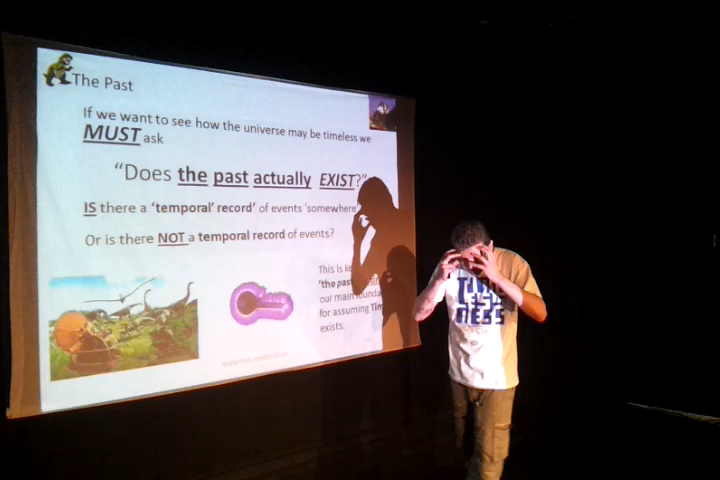 The Past
If we want to see how the universe may be timeless we
MUST ask
"Does the past actually EXIST?"
IS there a 'temporal' record' of events 'somewhere
Or is there NOT a temporal record of events?
This is
'the past
our main founda
for assuming Tim
exists.
TIME
NESS